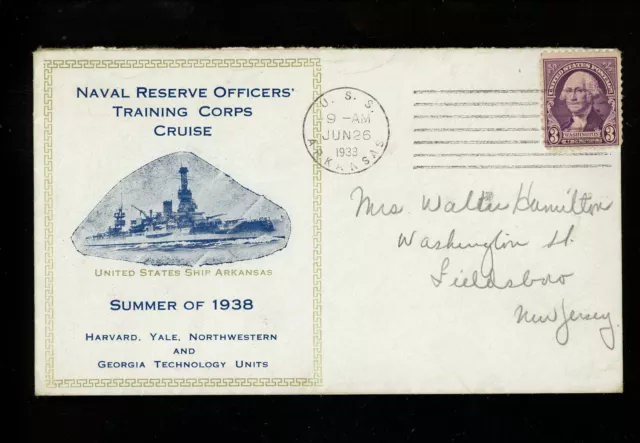 NAVAL RESERVE OFFICERS'
TRAINING CORPS
CRUISE
UNITED STATES SHIP ARKANSAS
SUMMER OF 1938
HARVARD, YALE, NORTHWESTERN
AND
GEORGIA TECHNOLOGY UNITS
U. S. S.
9 - AM
JUN 26
1938
ARKANSAS
UNITED STATES POSTAGE
3 WASHINGTON 3
Mrs. Walter Hamilton
Washington St.
Fieldsboro
New Jersey.